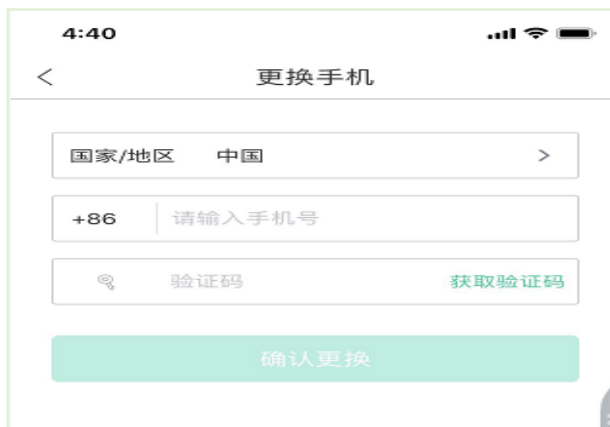 4:40
更换手机
国家/地区 中国
+86 请输入手机号
验证码 获取验证码
确认更换